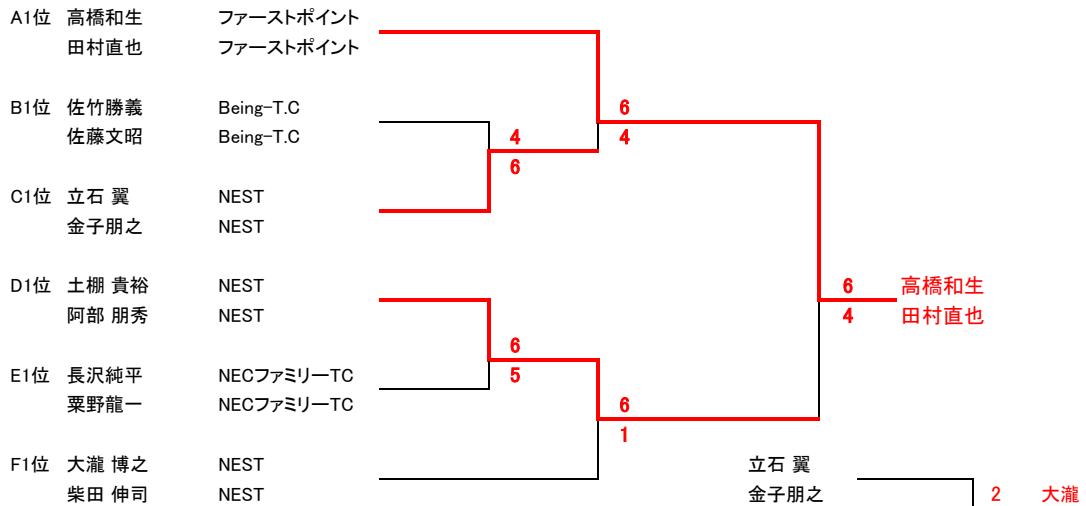 A1位 高橋和生 ファーストポイント
田村直也 ファーストポイント
B1位 佐竹勝義 Being-T.C 6
佐藤文昭 Being-T.C 4 4
6
C1位 立石 翼 NEST
金子朋之 NEST
D1位 土棚 貴裕 NEST 6 高橋和生
阿部 朋秀 NEST 4 田村直也
6
E1位 長沢純平 NECファミリーTC 5
粟野龍一 NECファミリーTC 6
1
F1位 大瀧 博之 NEST 立石 翼
柴田 伸司 NEST 金子朋之 2 大瀧